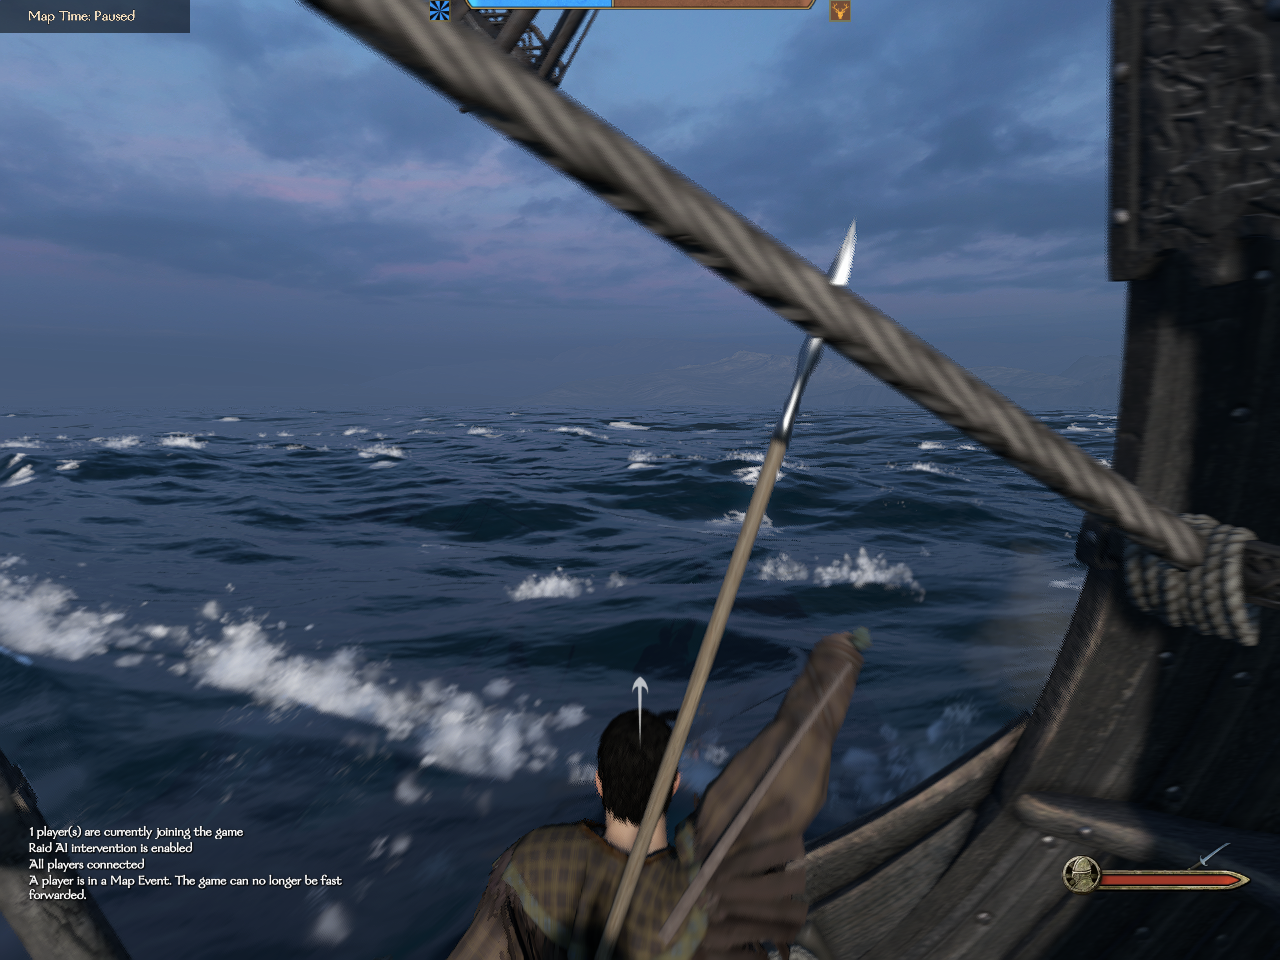 Map Time: Paused
1 player(s) are currently joining the game
Raid AI intervention is enabled
All players connected
A player is in a Map Event. The game can no longer be fast
forwarded.